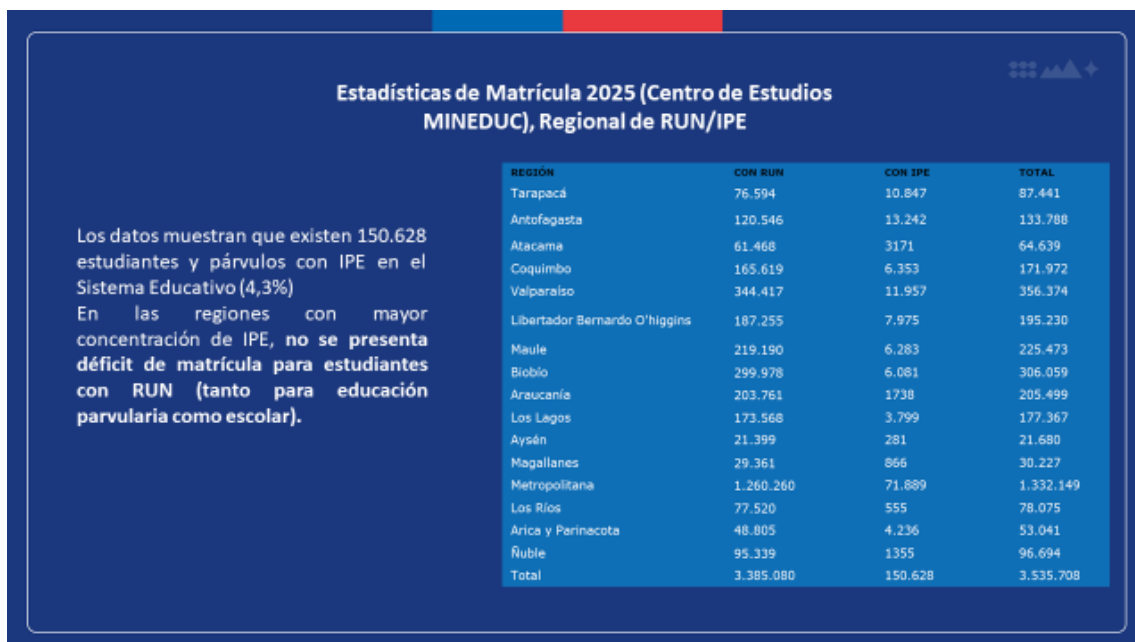 Estadísticas de Matrícula 2025 (Centro de Estudios
MINEDUC), Regional de RUN/IPE
Los datos muestran que existen 150.628
estudiantes y párvulos con IPE en el
Sistema Educativo (4,3%)
En las regiones con mayor
concentración de IPE, no se presenta
déficit de matrícula para estudiantes
con RUN (tanto para educación
parvularia como escolar).
REGIÓN CON RUN CON IPE TOTAL
Tarapacá 76.594 10.847 87.441
Antofagasta 120.546 13.242 133.788
Atacama 61.468 3171 64.639
Coquimbo 165.619 6.353 171.972
Valparaíso 344.417 11.957 356.374
Libertador Bernardo O'higgins 187.255 7.975 195.230
Maule 219.190 6.283 225.473
Biobío 299.978 6.081 306.059
Araucanía 203.761 1738 205.499
Los Lagos 173.568 3.799 177.367
Aysén 21.399 281 21.680
Magallanes 29.361 866 30.227
Metropolitana 1.260.260 71.889 1.332.149
Los Ríos 77.520 555 78.075
Arica y Parinacota 48.805 4.236 53.041
Ñuble 95.339 1355 96.694
Total 3.385.080 150.628 3.535.708